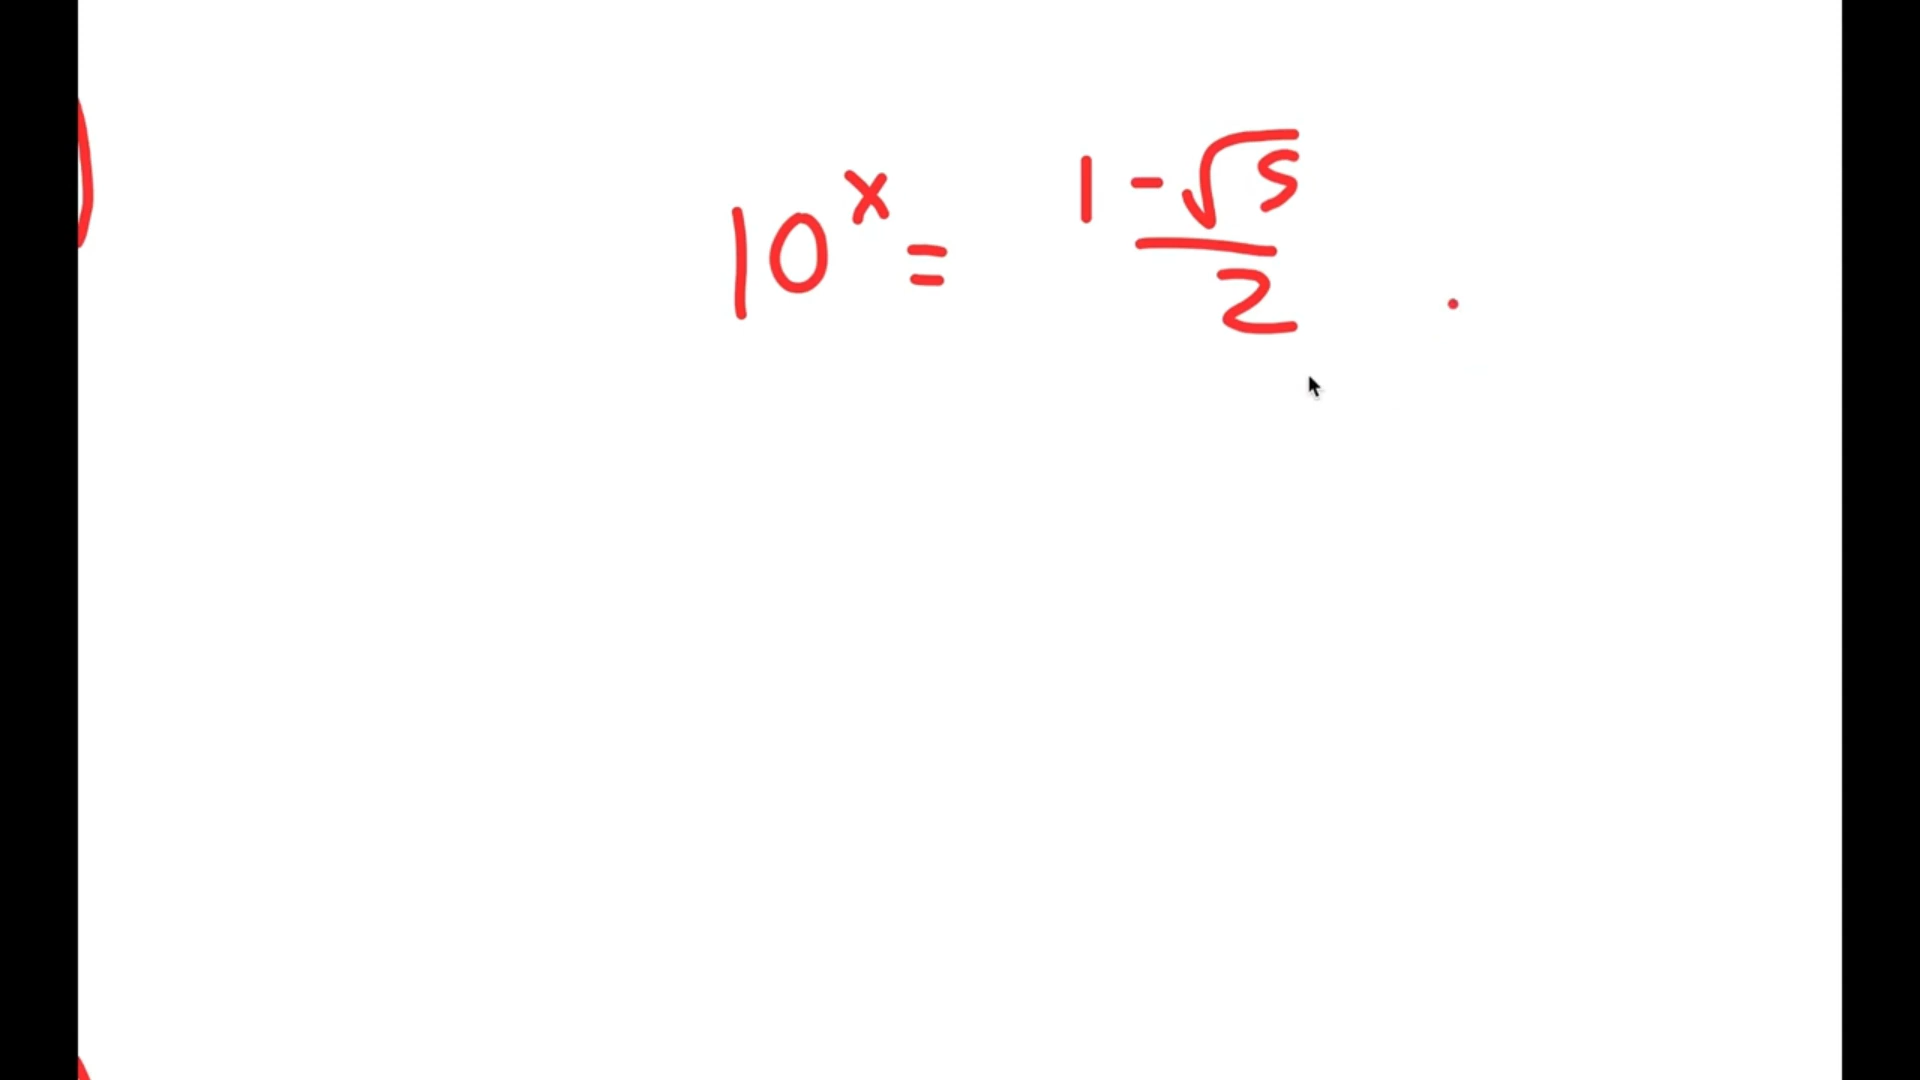 10^x = (1 - √5)/2 .